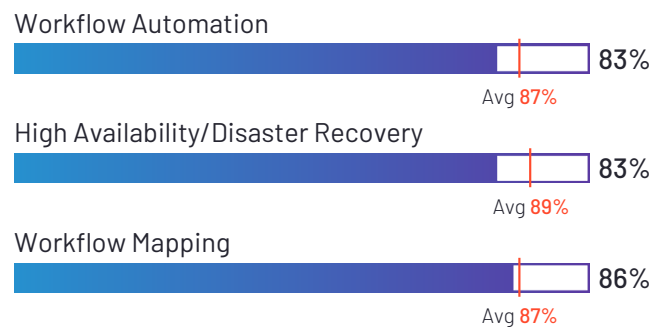 Workflow Automation
83%
Avg 87%
High Availability/Disaster Recovery
83%
Avg 89%
Workflow Mapping
86%
Avg 87%